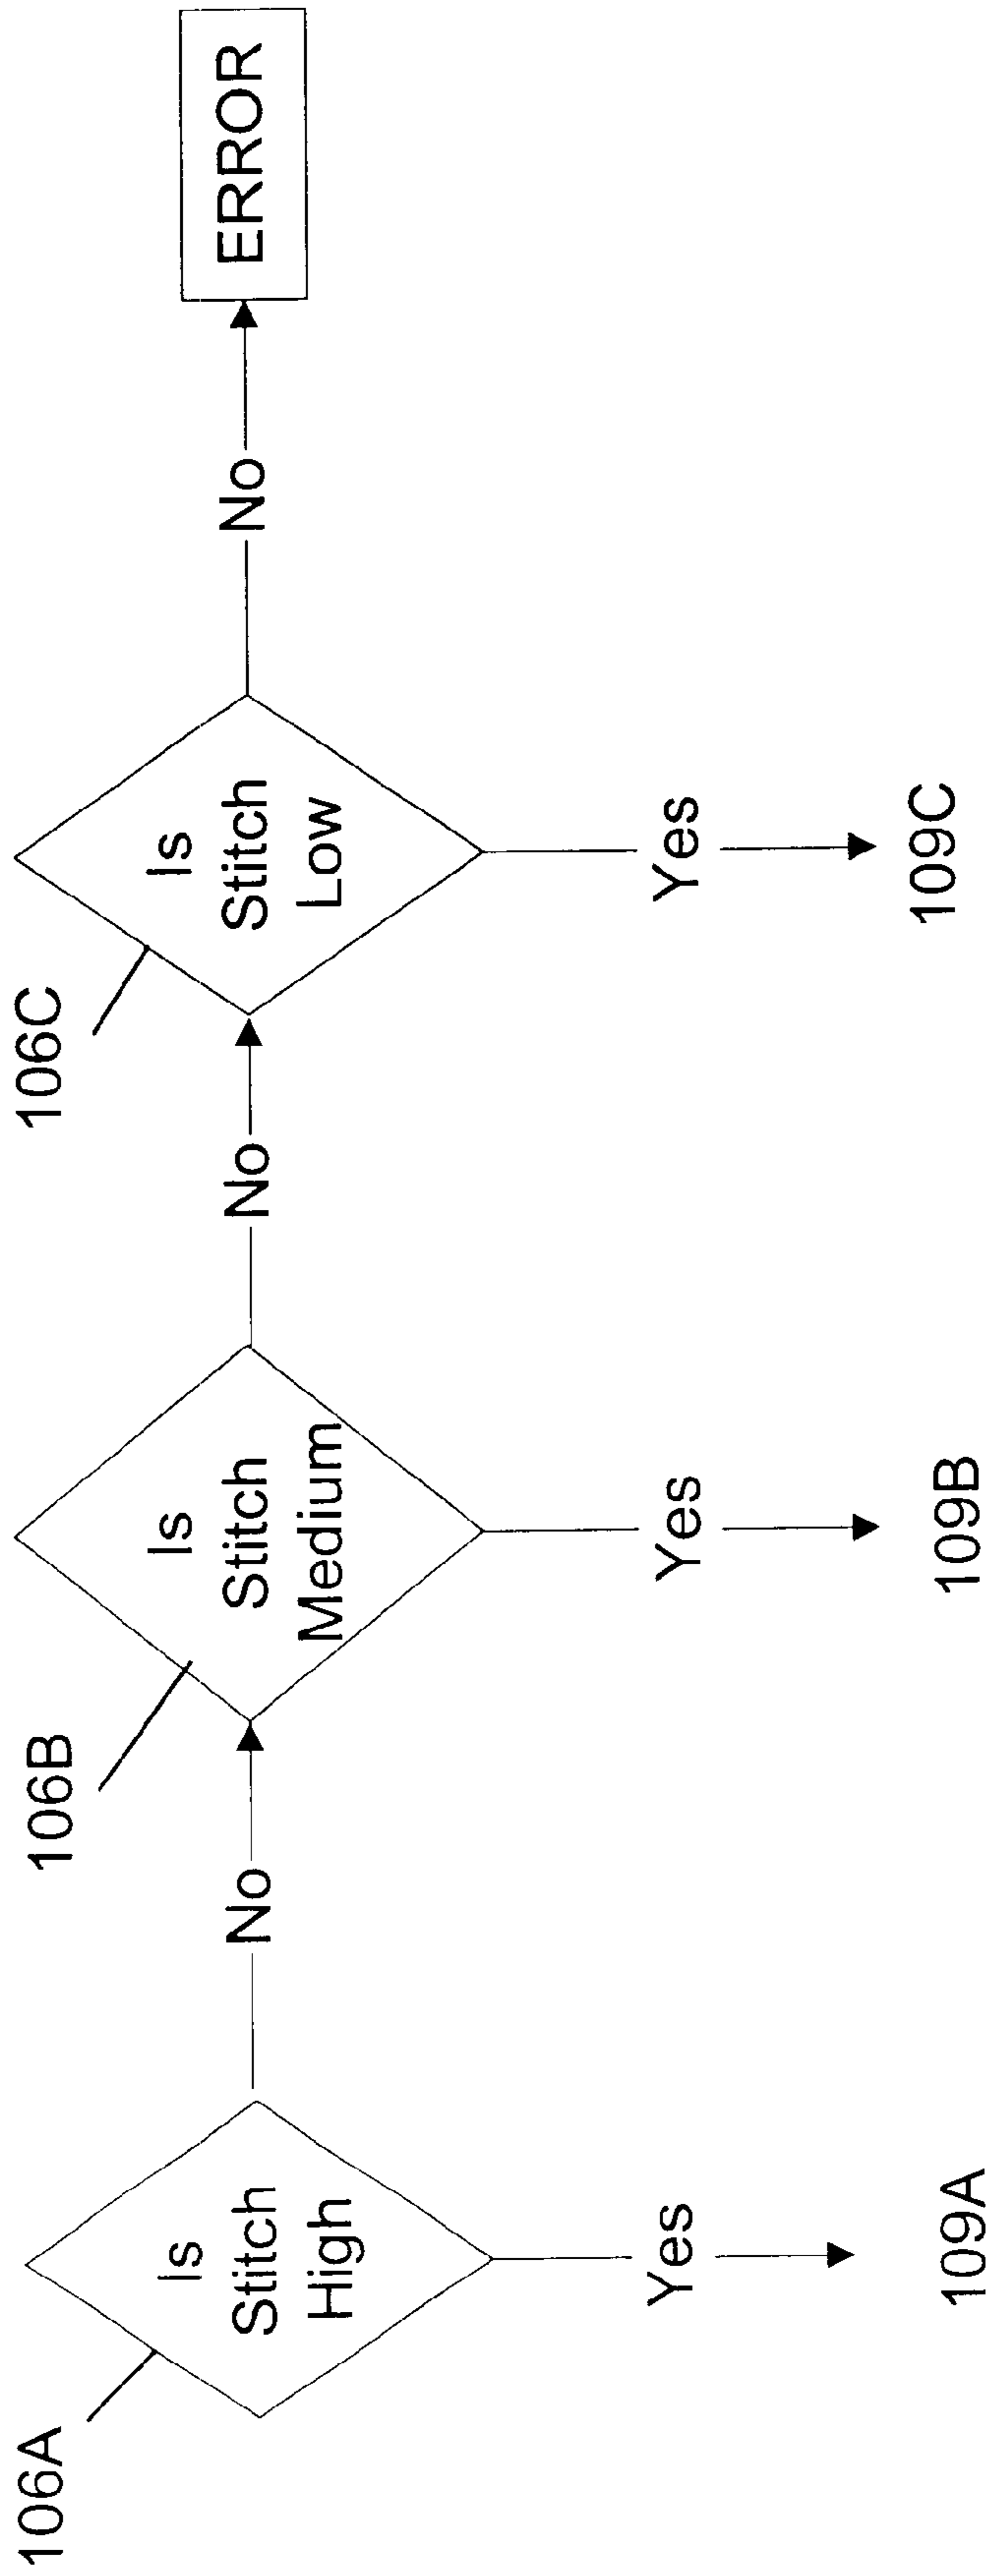 106A
Is
Stitch
High
No
Yes
109A
106B
Is
Stitch
Medium
No
Yes
109B
106C
Is
Stitch
Low
No
Yes
109C
ERROR